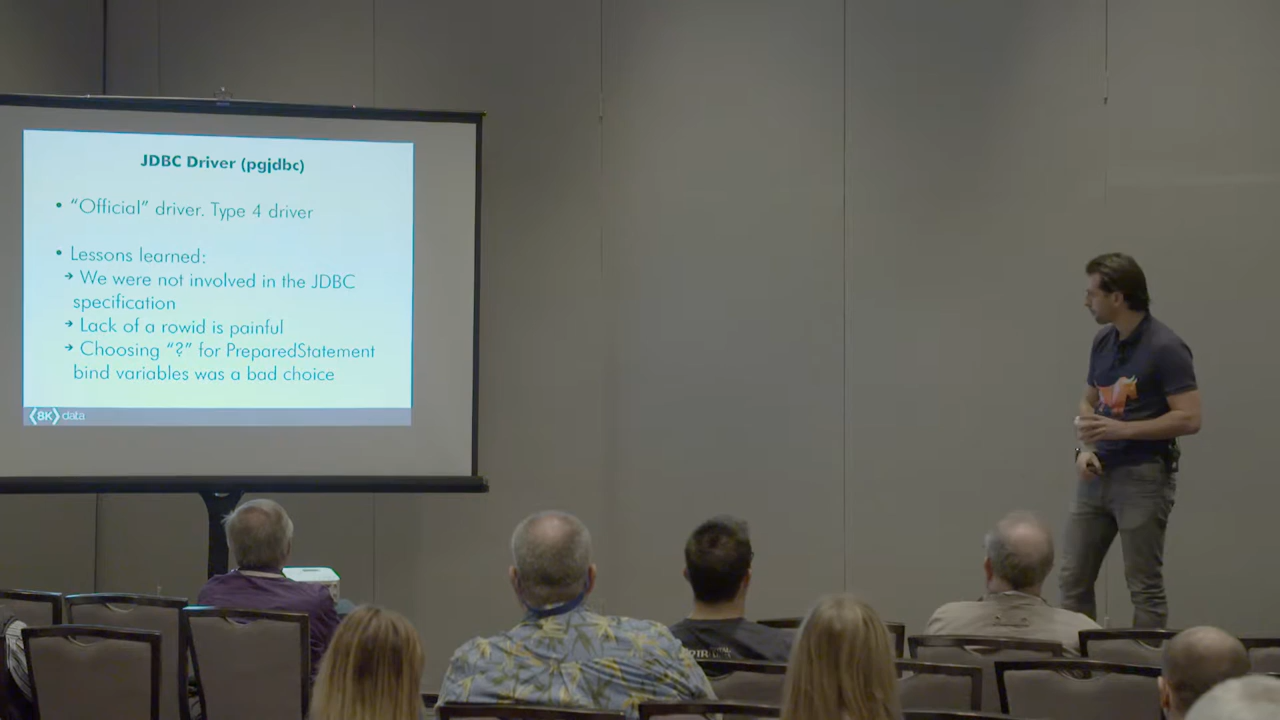 JDBC Driver (pgjdbc)
• “Official” driver. Type 4 driver
• Lessons learned:
→ We were not involved in the JDBC
specification
→ Lack of a rowid is painful
→ Choosing “?” for PreparedStatement
bind variables was a bad choice
⟨8K⟩data